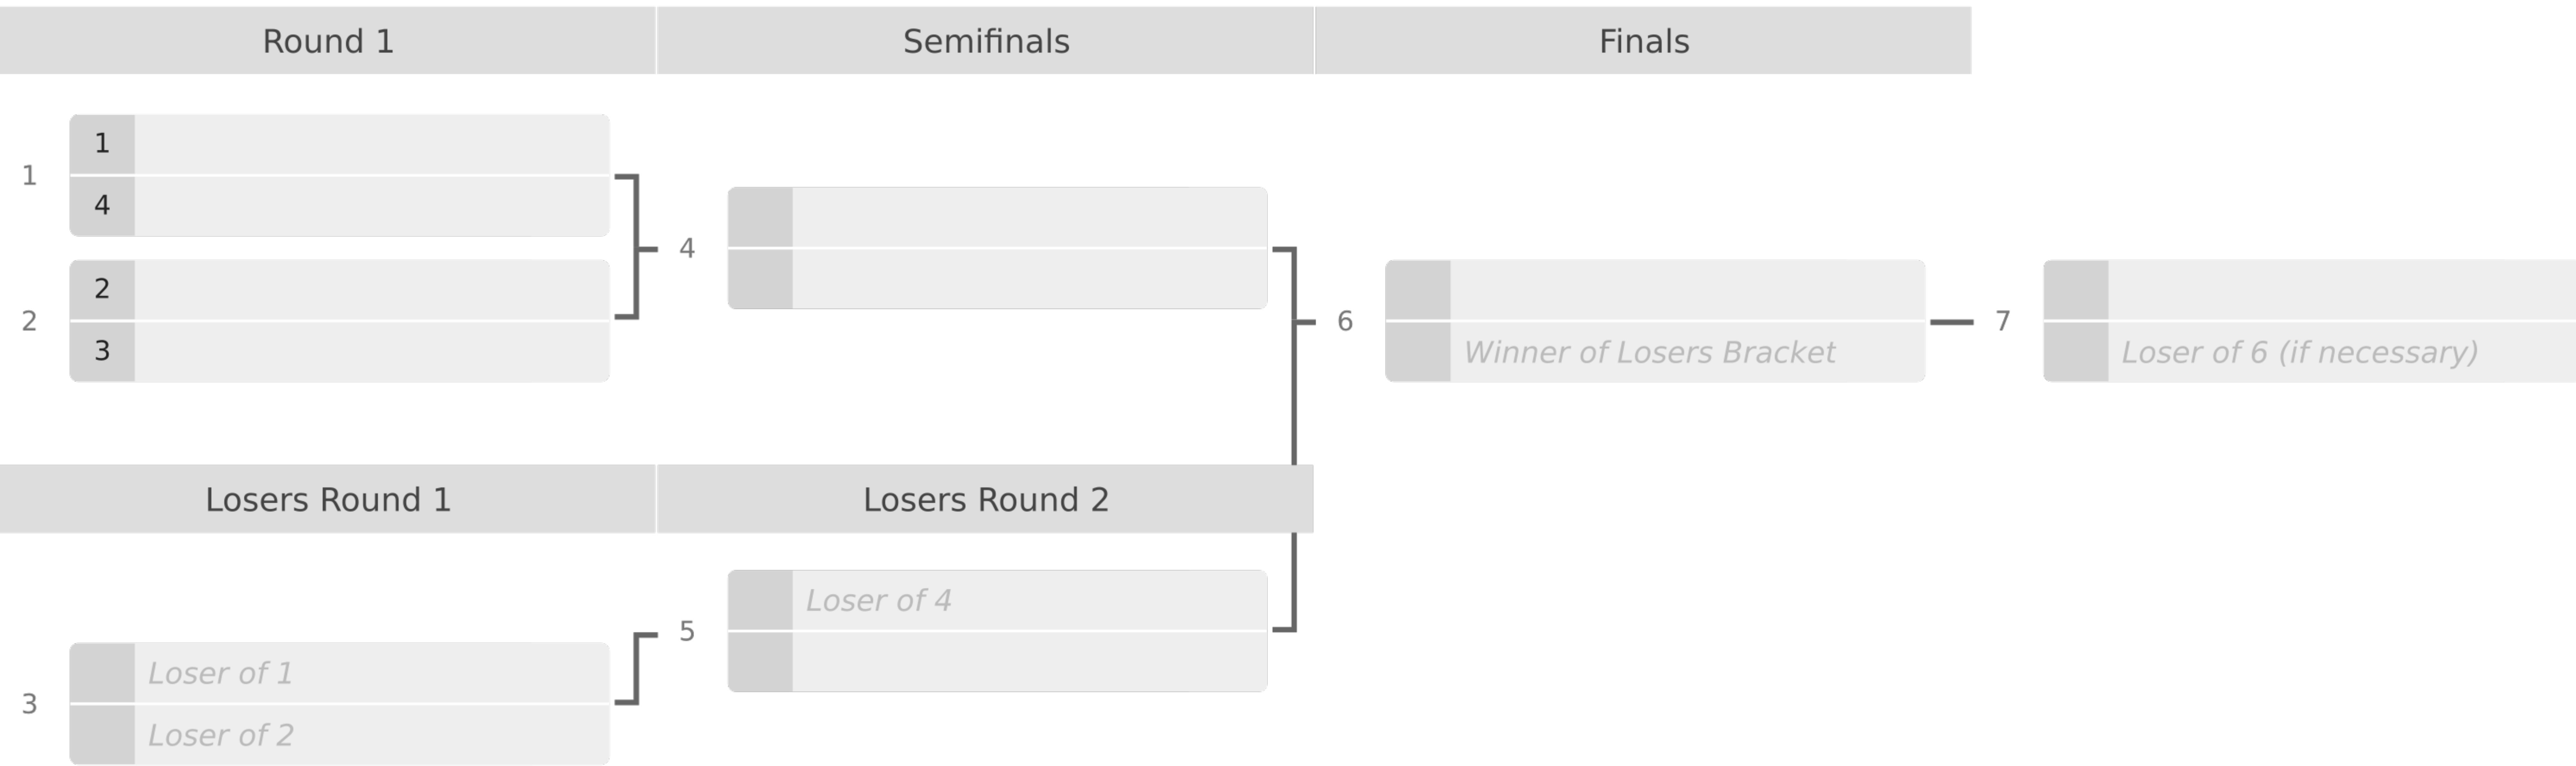 Round 1
Semifinals
Finals
1
1
4
2
2
3
4
6
Winner of Losers Bracket
7
Loser of 6 (if necessary)
Losers Round 1
Losers Round 2
3
Loser of 1
Loser of 2
5
Loser of 4